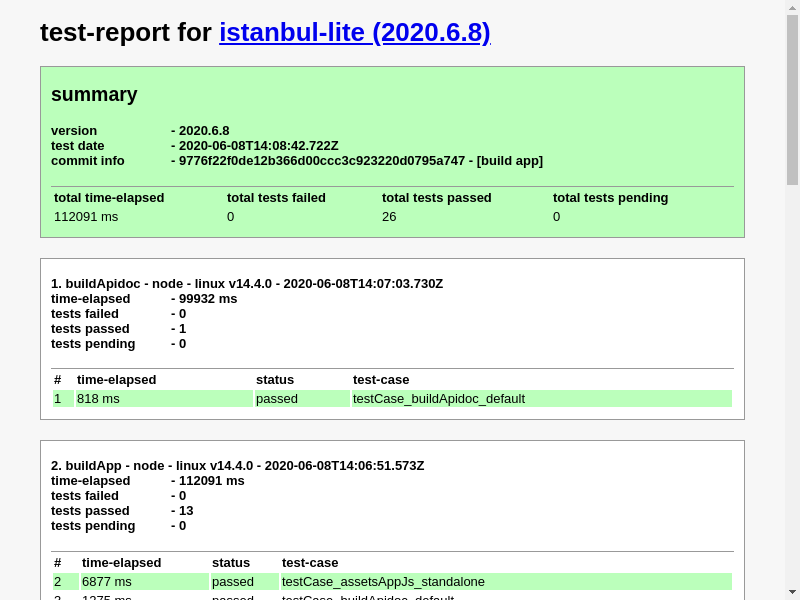 test-report for istanbul-lite (2020.6.8)
summary
version - 2020.6.8
test date - 2020-06-08T14:08:42.722Z
commit info - 9776f22f0de12b366d00ccc3c923220d0795a747 - [build app]
total time-elapsed total tests failed total tests passed total tests pending
112091 ms 0 26 0
1. buildApidoc - node - linux v14.4.0 - 2020-06-08T14:07:03.730Z
time-elapsed - 99932 ms
tests failed - 0
tests passed - 1
tests pending - 0
# time-elapsed status test-case
1 818 ms passed testCase_buildApidoc_default
2. buildApp - node - linux v14.4.0 - 2020-06-08T14:06:51.573Z
time-elapsed - 112091 ms
tests failed - 0
tests passed - 13
tests pending - 0
# time-elapsed status test-case
2 6877 ms passed testCase_assetsAppJs_standalone
3 1275 ms passed testCase_buildApidoc_default